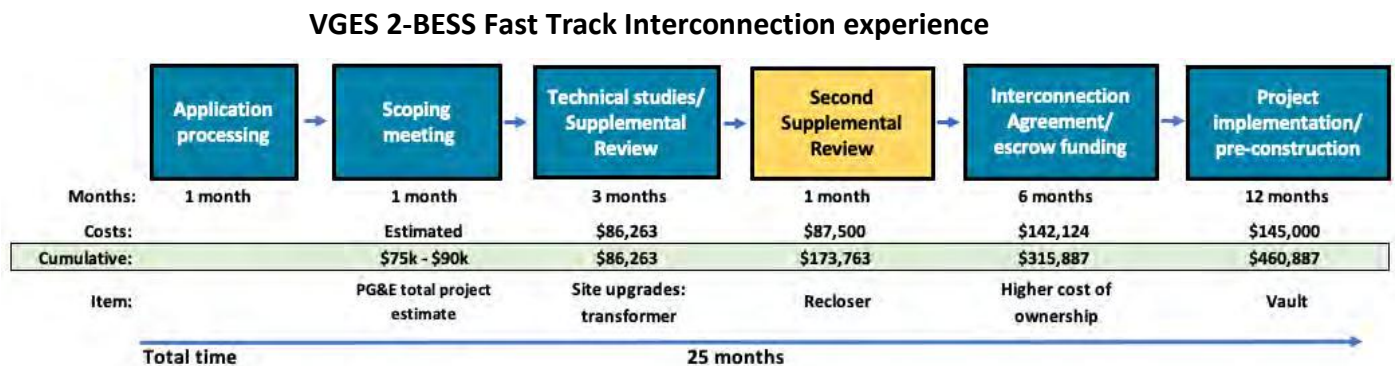 VGES 2-BESS Fast Track Interconnection experience
Application
processing
Scoping
meeting
Technical studies/
Supplemental
Review
Second
Supplemental
Review
Interconnection
Agreement/
escrow funding
Project
implementation/
pre-construction
Months: 1 month 1 month 3 months 1 month 6 months 12 months
Costs: Estimated $86,263 $87,500 $142,124 $145,000
Cumulative: $75k - $90k $86,263 $173,763 $315,887 $460,887
Item: PG&E total project estimate Site upgrades: transformer Recloser Higher cost of ownership Vault
Total time 25 months